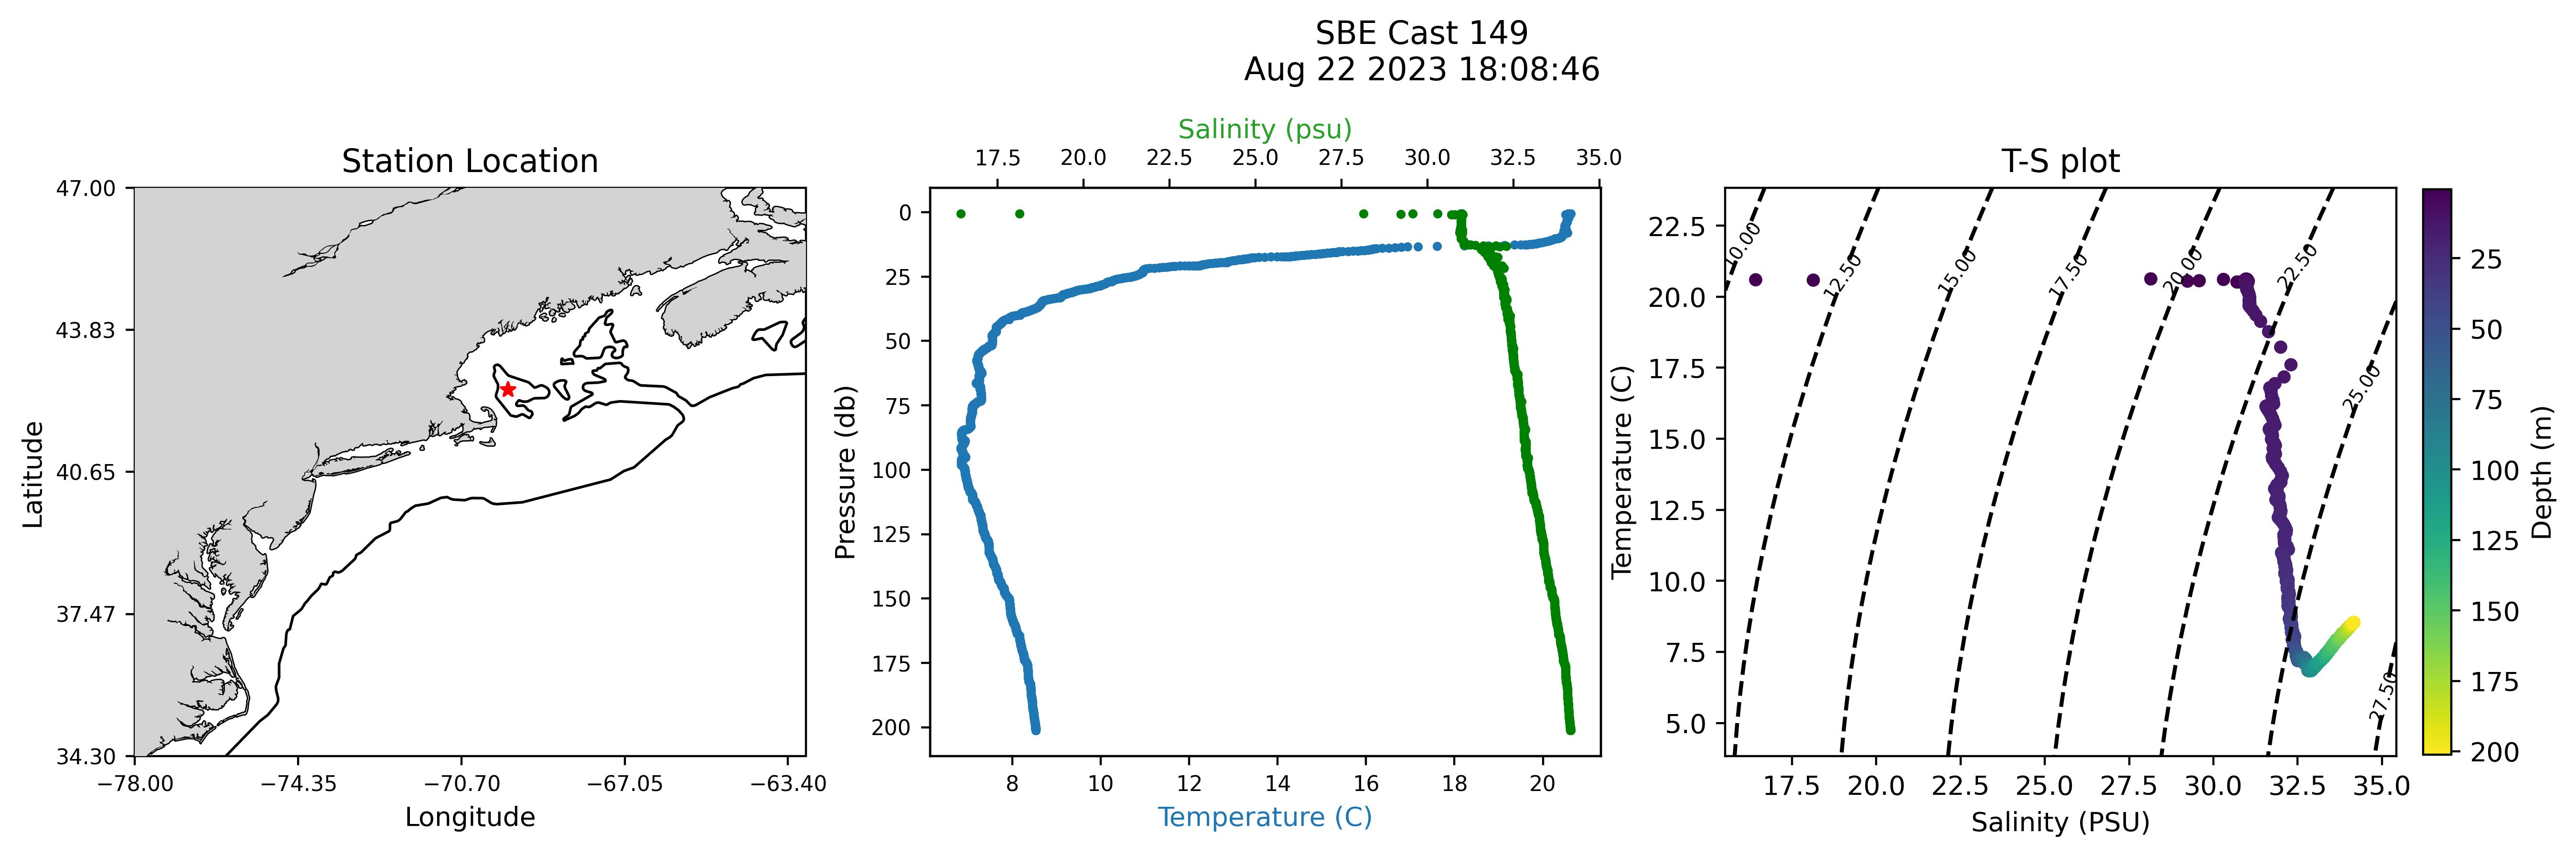 SBE Cast 149
Aug 22 2023 18:08:46
Station Location
47.00
43.83
40.65
37.47
34.30
Latitude
−78.00 −74.35 −70.70 −67.05 −63.40
Longitude
Salinity (psu)
17.5 20.0 22.5 25.0 27.5 30.0 32.5 35.0
0
25
50
75
100
125
150
175
200
Pressure (db)
8 10 12 14 16 18 20
Temperature (C)
T-S plot
22.5
20.0
17.5
15.0
12.5
10.0
7.5
5.0
Temperature (C)
10.00
12.50
15.00
17.50
20.00
22.50
25.00
27.50
17.5 20.0 22.5 25.0 27.5 30.0 32.5 35.0
Salinity (PSU)
25
50
75
100
125
150
175
200
Depth (m)